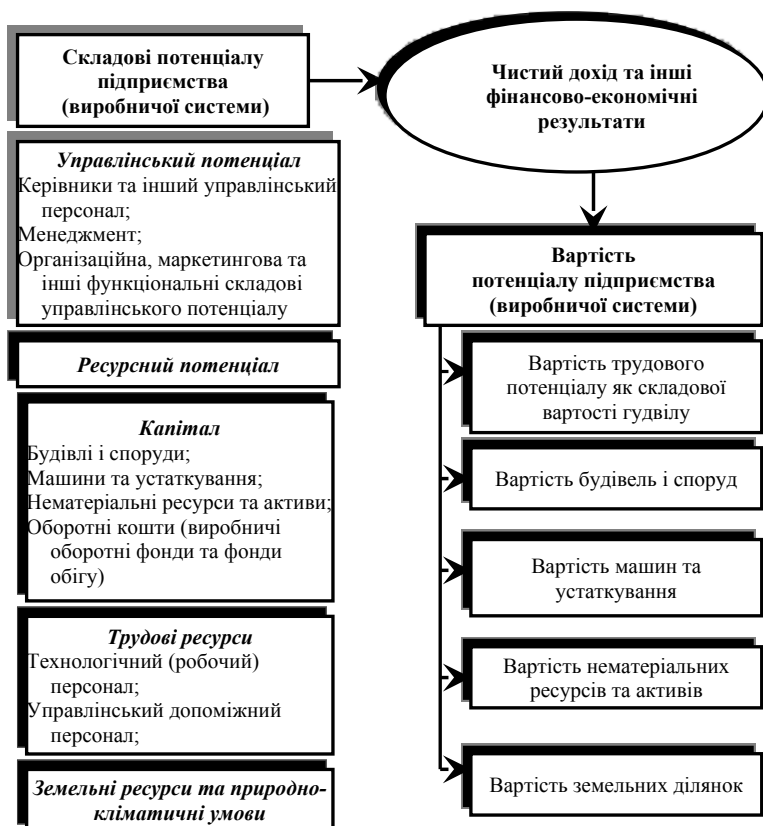 Складові потенціалу
підприємства
(виробничої системи)
Чистий дохід та інші
фінансово-економічні
результати
Управлінський потенціал
Керівники та інший управлінський
персонал;
Менеджмент;
Організаційна, маркетингова та
інші функціональні складові
управлінського потенціалу
Ресурсний потенціал
Капітал
Будівлі і споруди;
Машини та устаткування;
Нематеріальні ресурси та активи;
Оборотні кошти (виробничі
оборотні фонди та фонди
обігу)
Трудові ресурси
Технологічний (робочий)
персонал;
Управлінський допоміжний
персонал;
Земельні ресурси та природно-
кліматичні умови
Вартість
потенціалу підприємства
(виробничої системи)
Вартість трудового
потенціалу як складової
вартості гудвілу
Вартість будівель і споруд
Вартість машин та
устаткування
Вартість нематеріальних
ресурсів та активів
Вартість земельних ділянок